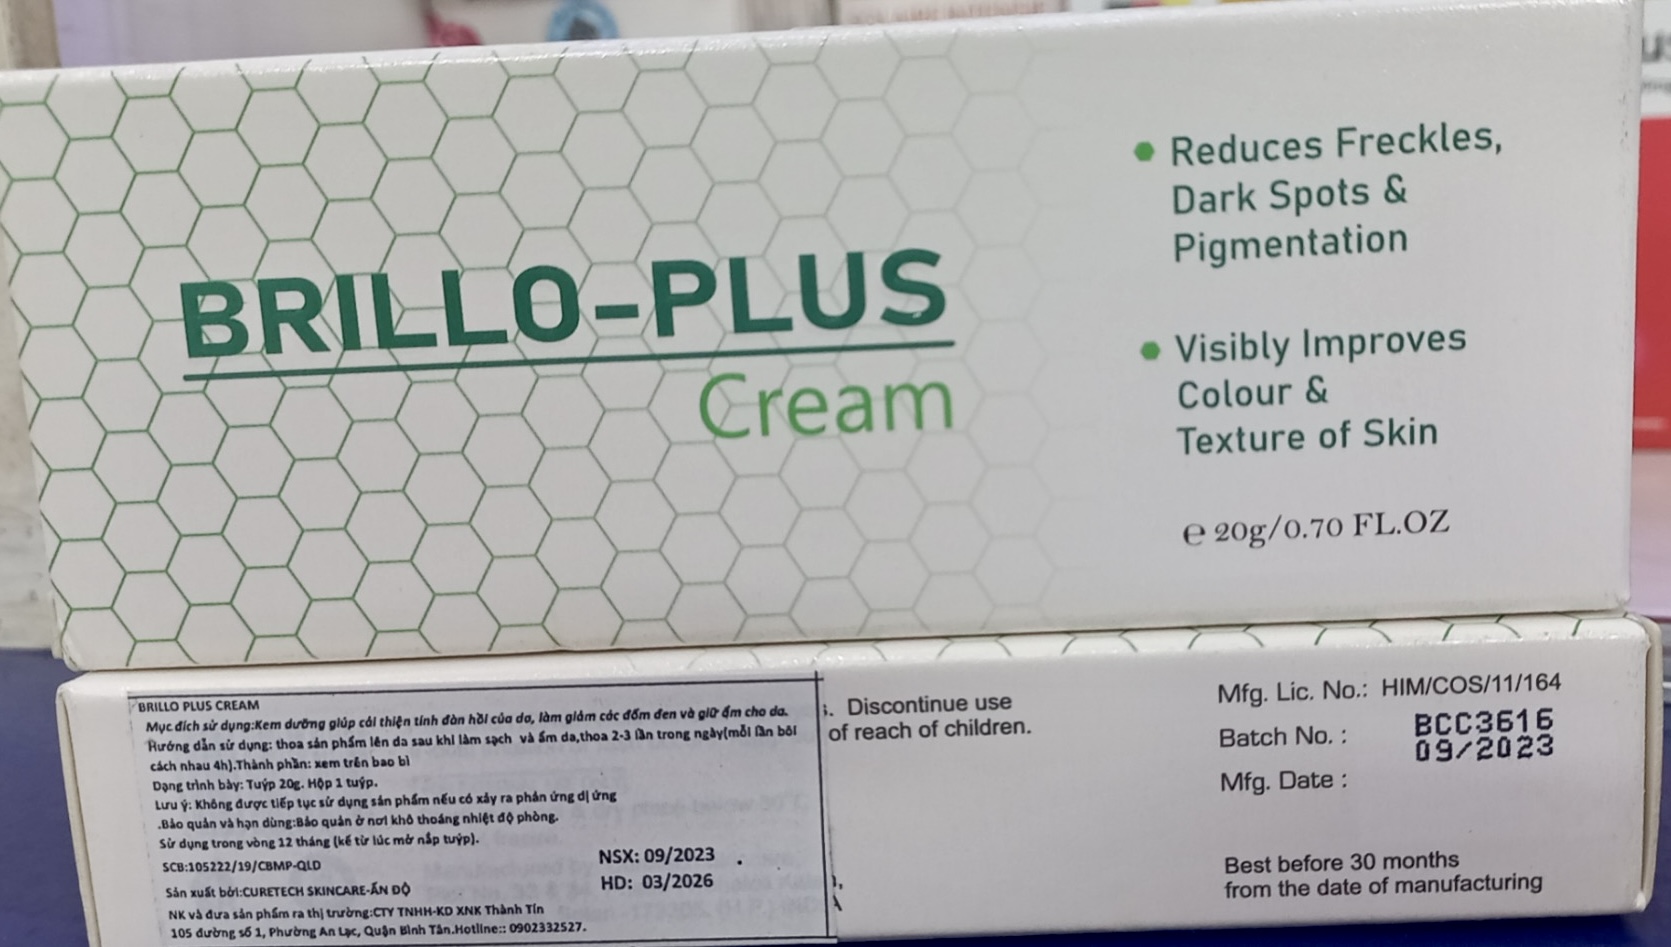 BRILLO-PLUS
Cream
Reduces Freckles,
Dark Spots &
Pigmentation
Visibly Improves
Colour &
Texture of Skin
℮ 20g/0.70 FL.OZ
BRILLO PLUS CREAM
Mục đích sử dụng:Kem dưỡng giúp cải thiện tính đàn hồi của da, làm giảm các đốm đen và giữ ẩm cho da.
Hướng dẫn sử dụng: thoa sản phẩm lên da sau khi làm sạch và ẩm da,thoa 2-3 lần trong ngày(mỗi lần bôi
cách nhau 4h).Thành phần: xem trên bao bì
Dạng trình bày: Tuýp 20g. Hộp 1 tuýp.
Lưu ý: Không được tiếp tục sử dụng sản phẩm nếu có xảy ra phản ứng dị ứng
.Bảo quản và hạn dùng:Bảo quản ở nơi khô thoáng nhiệt độ phòng.
Sử dụng trong vòng 12 tháng (kể từ lúc mở nắp tuýp).
SCB:105222/19/CBMP-QLD
NSX: 09/2023
HD: 03/2026
Sản xuất bởi:CURETECH SKINCARE-ẤN DỘ
NK và đưa sản phẩm ra thị trường:CTY TNHH-KD XNK Thành Tín
105 đường số 1, Phường An Lạc, Quận Bình Tân.Hotline:: 0902332527.
. Discontinue use
of reach of children.
Mfg. Lic. No.: HIM/COS/11/164
Batch No. : BCC3616
09/2023
Mfg. Date :
Best before 30 months
from the date of manufacturing